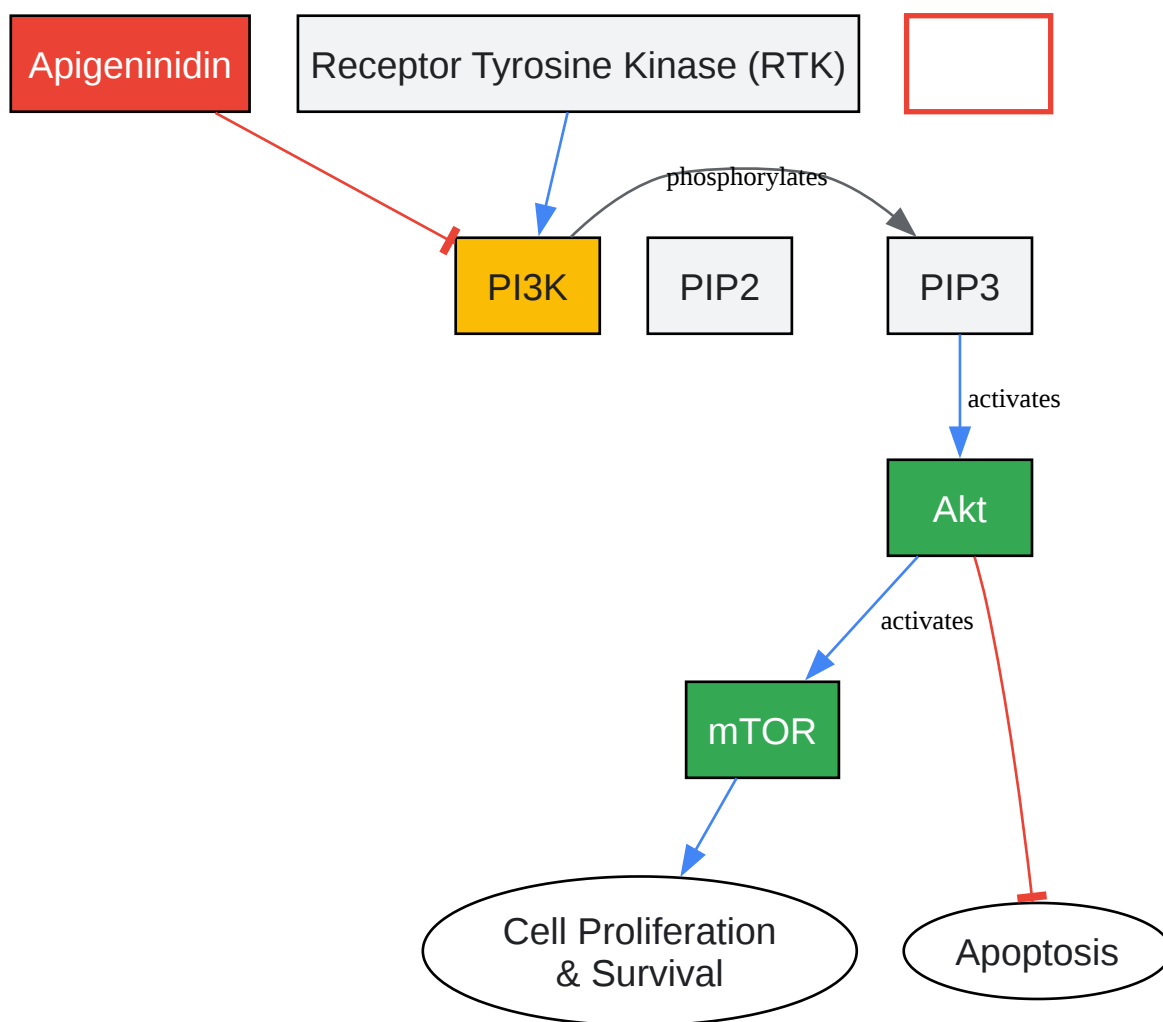 Apigeninidin
Receptor Tyrosine Kinase (RTK)
phosphorylates
PI3K
PIP2
PIP3
activates
Akt
activates
mTOR
Cell Proliferation
& Survival
Apoptosis